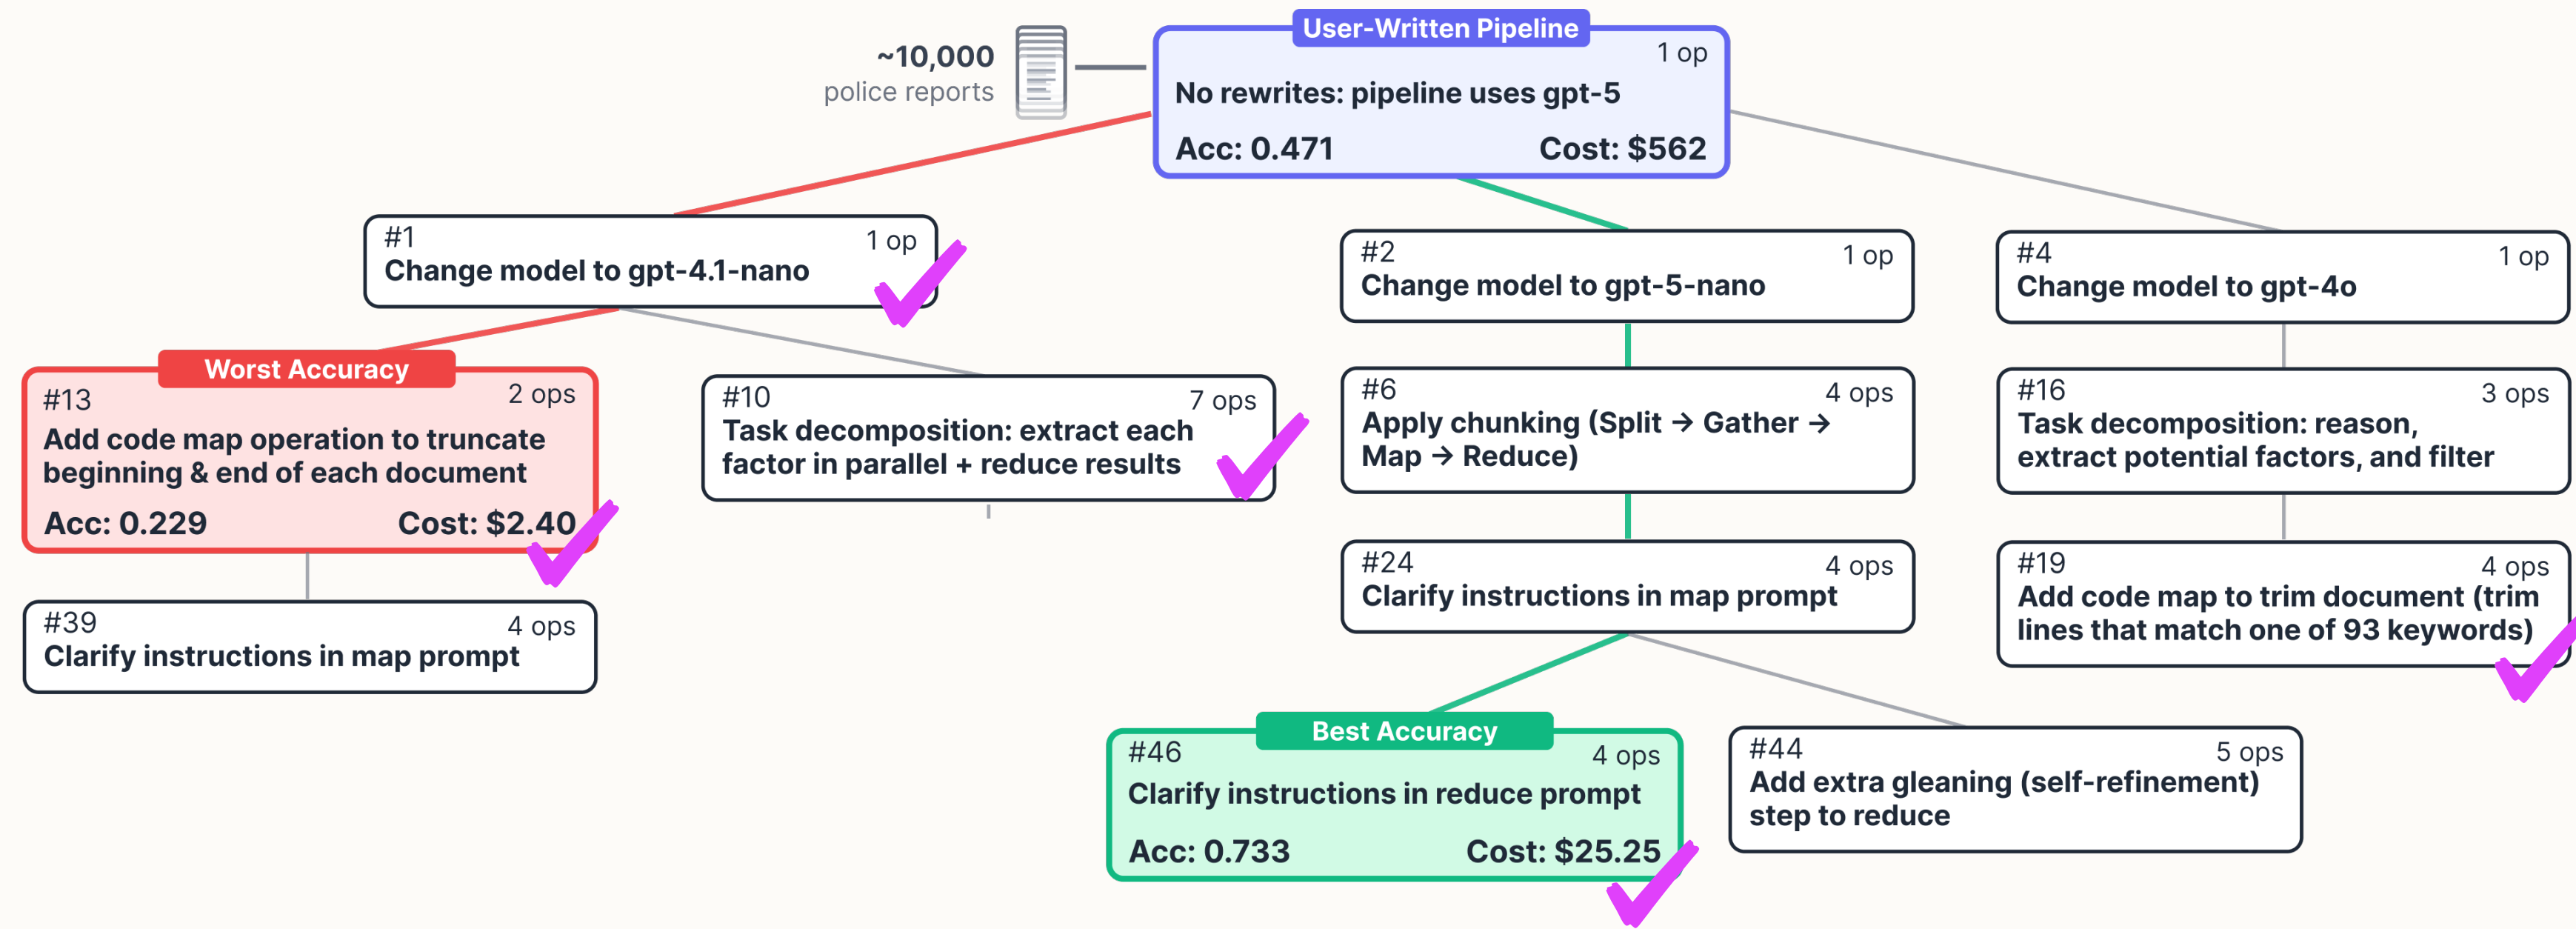 User-Written Pipeline
~10,000
police reports
1 op
No rewrites: pipeline uses gpt-5
Acc: 0.471
Cost: $562
#1
1 op
Change model to gpt-4.1-nano
#2
1 op
Change model to gpt-5-nano
#4
1 op
Change model to gpt-4o
Worst Accuracy
#13
2 ops
Add code map operation to truncate
beginning & end of each document
Acc: 0.229
Cost: $2.40
#10
7 ops
Task decomposition: extract each
factor in parallel + reduce results
#6
4 ops
Apply chunking (Split → Gather →
Map → Reduce)
#16
3 ops
Task decomposition: reason,
extract potential factors, and filter
#39
4 ops
Clarify instructions in map prompt
#24
4 ops
Clarify instructions in map prompt
#19
4 ops
Add code map to trim document (trim
lines that match one of 93 keywords)
Best Accuracy
#46
4 ops
Clarify instructions in reduce prompt
Acc: 0.733
Cost: $25.25
#44
5 ops
Add extra gleaning (self-refinement)
step to reduce